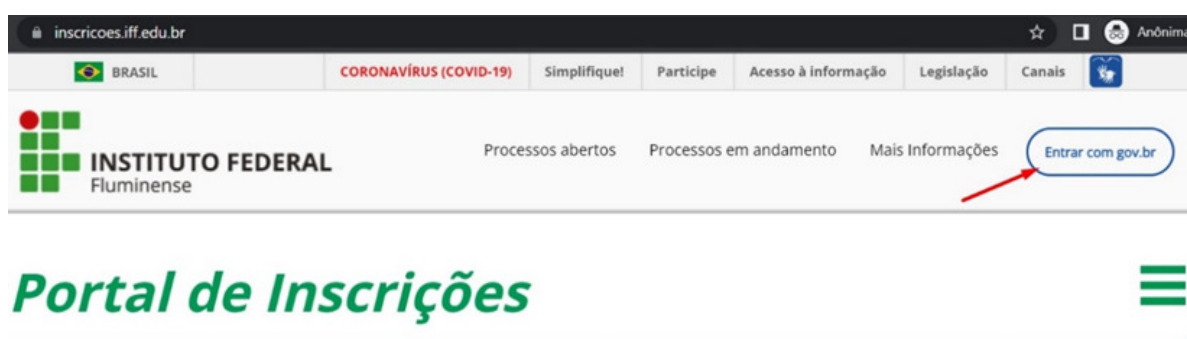 inscricoes.iff.edu.br Anônima
BRASIL CORONAVÍRUS (COVID-19) Simplifique! Participe Acesso à informação Legislação Canais
Processos abertos Processos em andamento Mais Informações Entrar com gov.br
INSTITUTO FEDERAL
Fluminense
Portal de Inscrições